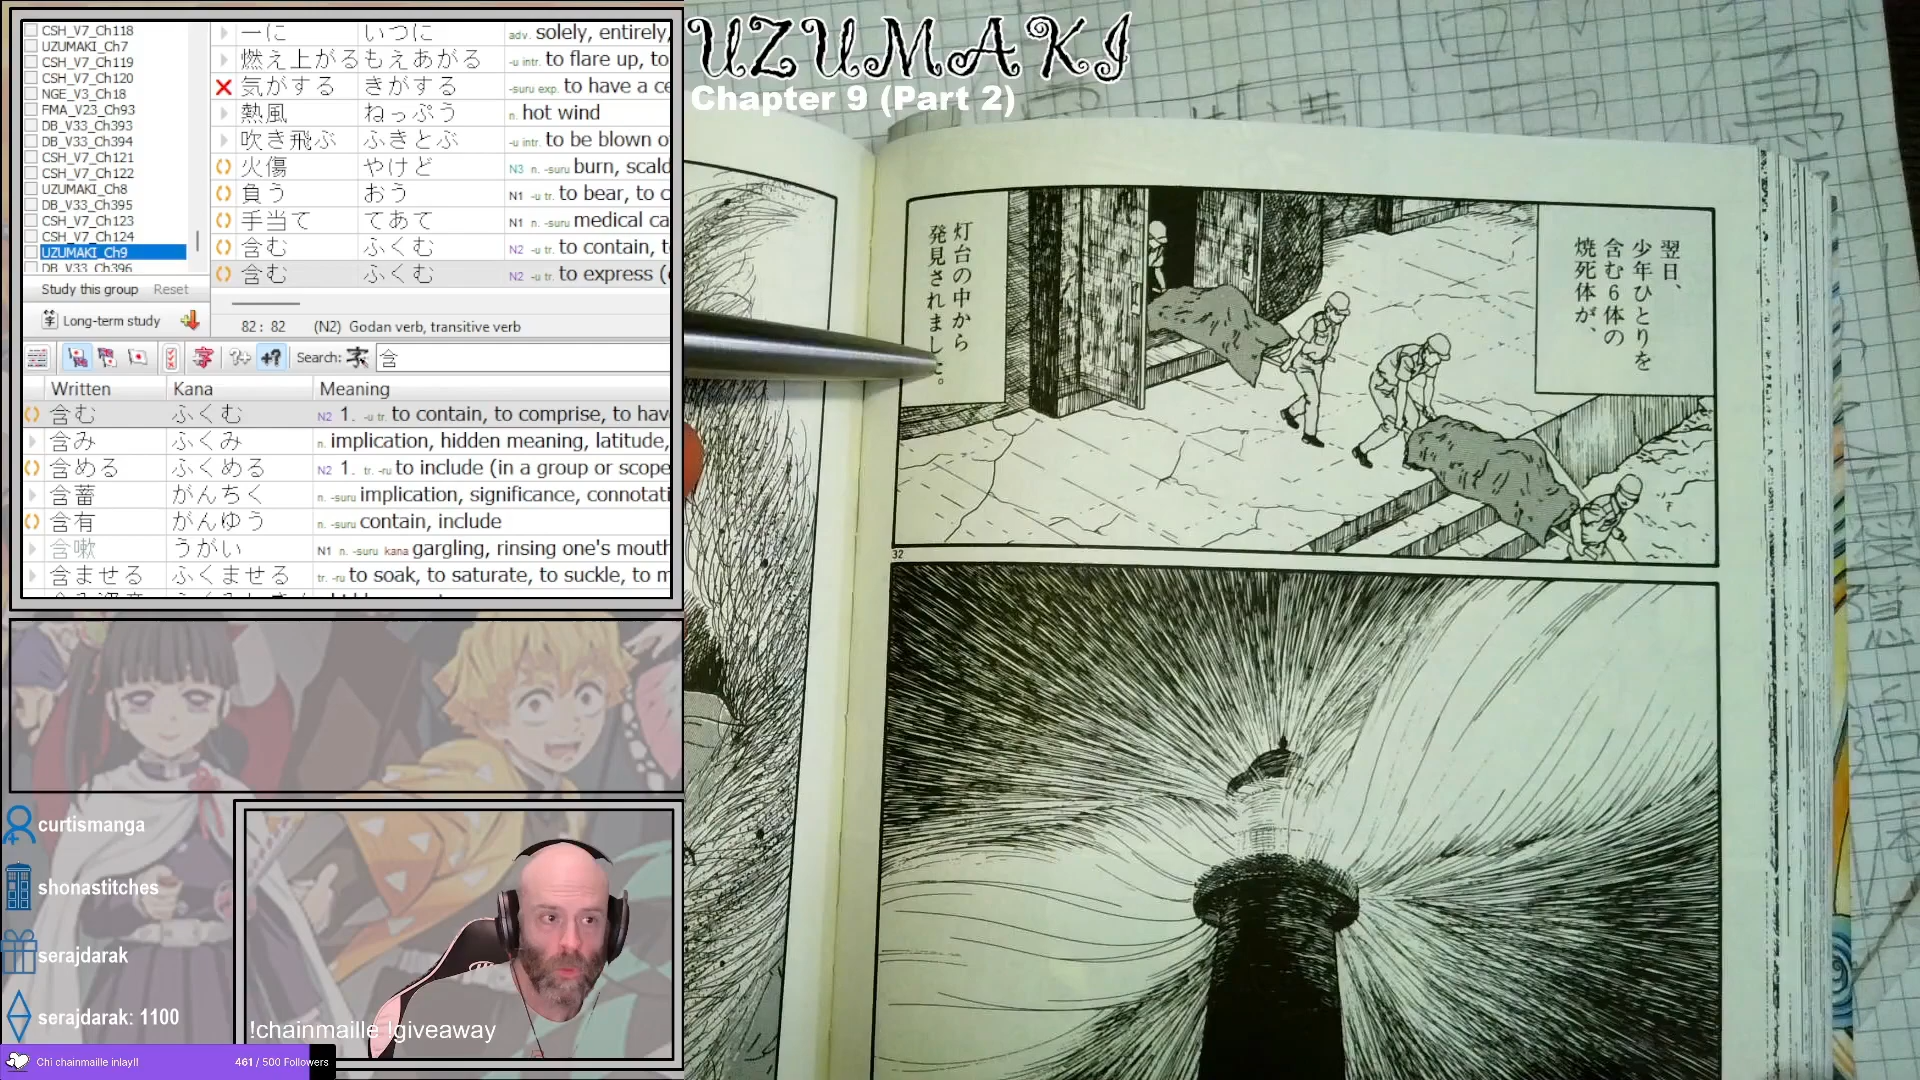 CSH_V7_Ch118
UZUMAKI_Ch7
CSH_V7_Ch119
CSH_V7_Ch120
NGE_V3_Ch18
FMA_V23_Ch93
DB_V33_Ch393
DB_V33_Ch394
CSH_V7_Ch121
CSH_V7_Ch122
UZUMAKI_Ch8
DB_V33_Ch395
CSH_V7_Ch123
CSH_V7_Ch124
UZUMAKI_Ch9
DB_V33_Ch396
Study this group Reset
Long-term study
一に いつに adv. solely, entirely,
燃え上がる もえあがる -u intr. to flare up, to
気がする きがする -suru exp. to have a ce
熱風 ねっぷう n. hot wind
吹き飛ぶ ふきとぶ -u intr. to be blown o
火傷 やけど N3 n. -suru burn, scald
負う おう N1 -u tr. to bear, to c
手当て てあて N1 n. -suru medical ca
含む ふくむ N2 -u tr. to contain, t
含む ふくむ N2 -u tr. to express (
82: 82 (N2) Godan verb, transitive verb
Search: 含
Written Kana Meaning
含む ふくむ N2 1. -u tr. to contain, to comprise, to hav
含み ふくみ n. implication, hidden meaning, latitude,
含める ふくめる N2 1. tr. -ru to include (in a group or scope
含蓄 がんちく n. -suru implication, significance, connotati
含有 がんゆう n. -suru contain, include
含嗽 うがい N1 n. -suru kana gargling, rinsing one's mouth
含ませる ふくませる tr. -ru to soak, to saturate, to suckle, to m
UZUMAKI
Chapter 9 (Part 2)
翌日、
少年ひとりを
含む6体の
焼死体が、
灯台の中から
発見されました。
32
curtismanga
shonastitches
serajdarak
serajdarak: 1100
!chainmaille !giveaway
Chi chainmaille inlay!!
461 / 500 Followers